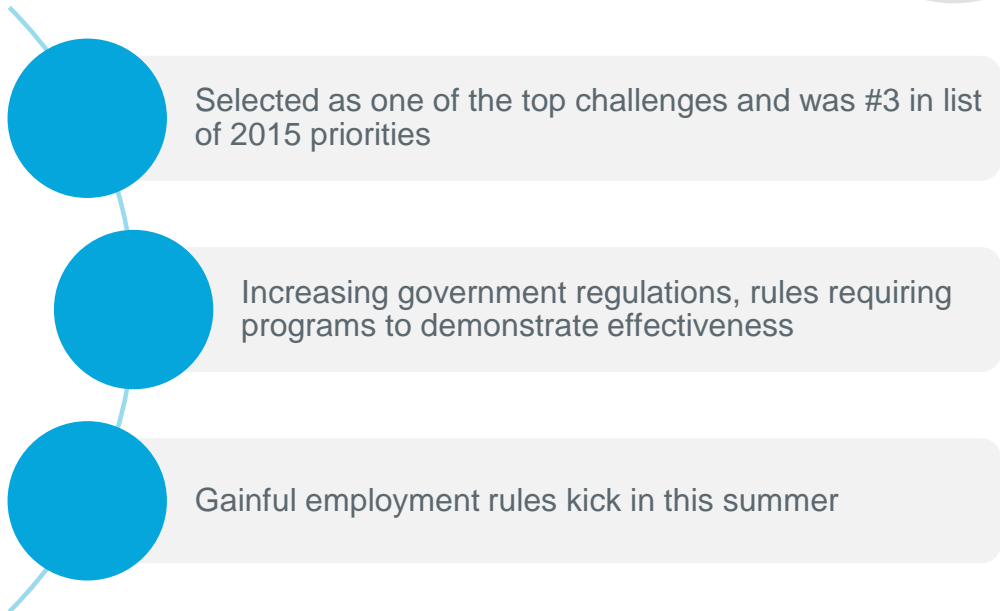 Selected as one of the top challenges and was #3 in list
of 2015 priorities
Increasing government regulations, rules requiring
programs to demonstrate effectiveness
Gainful employment rules kick in this summer